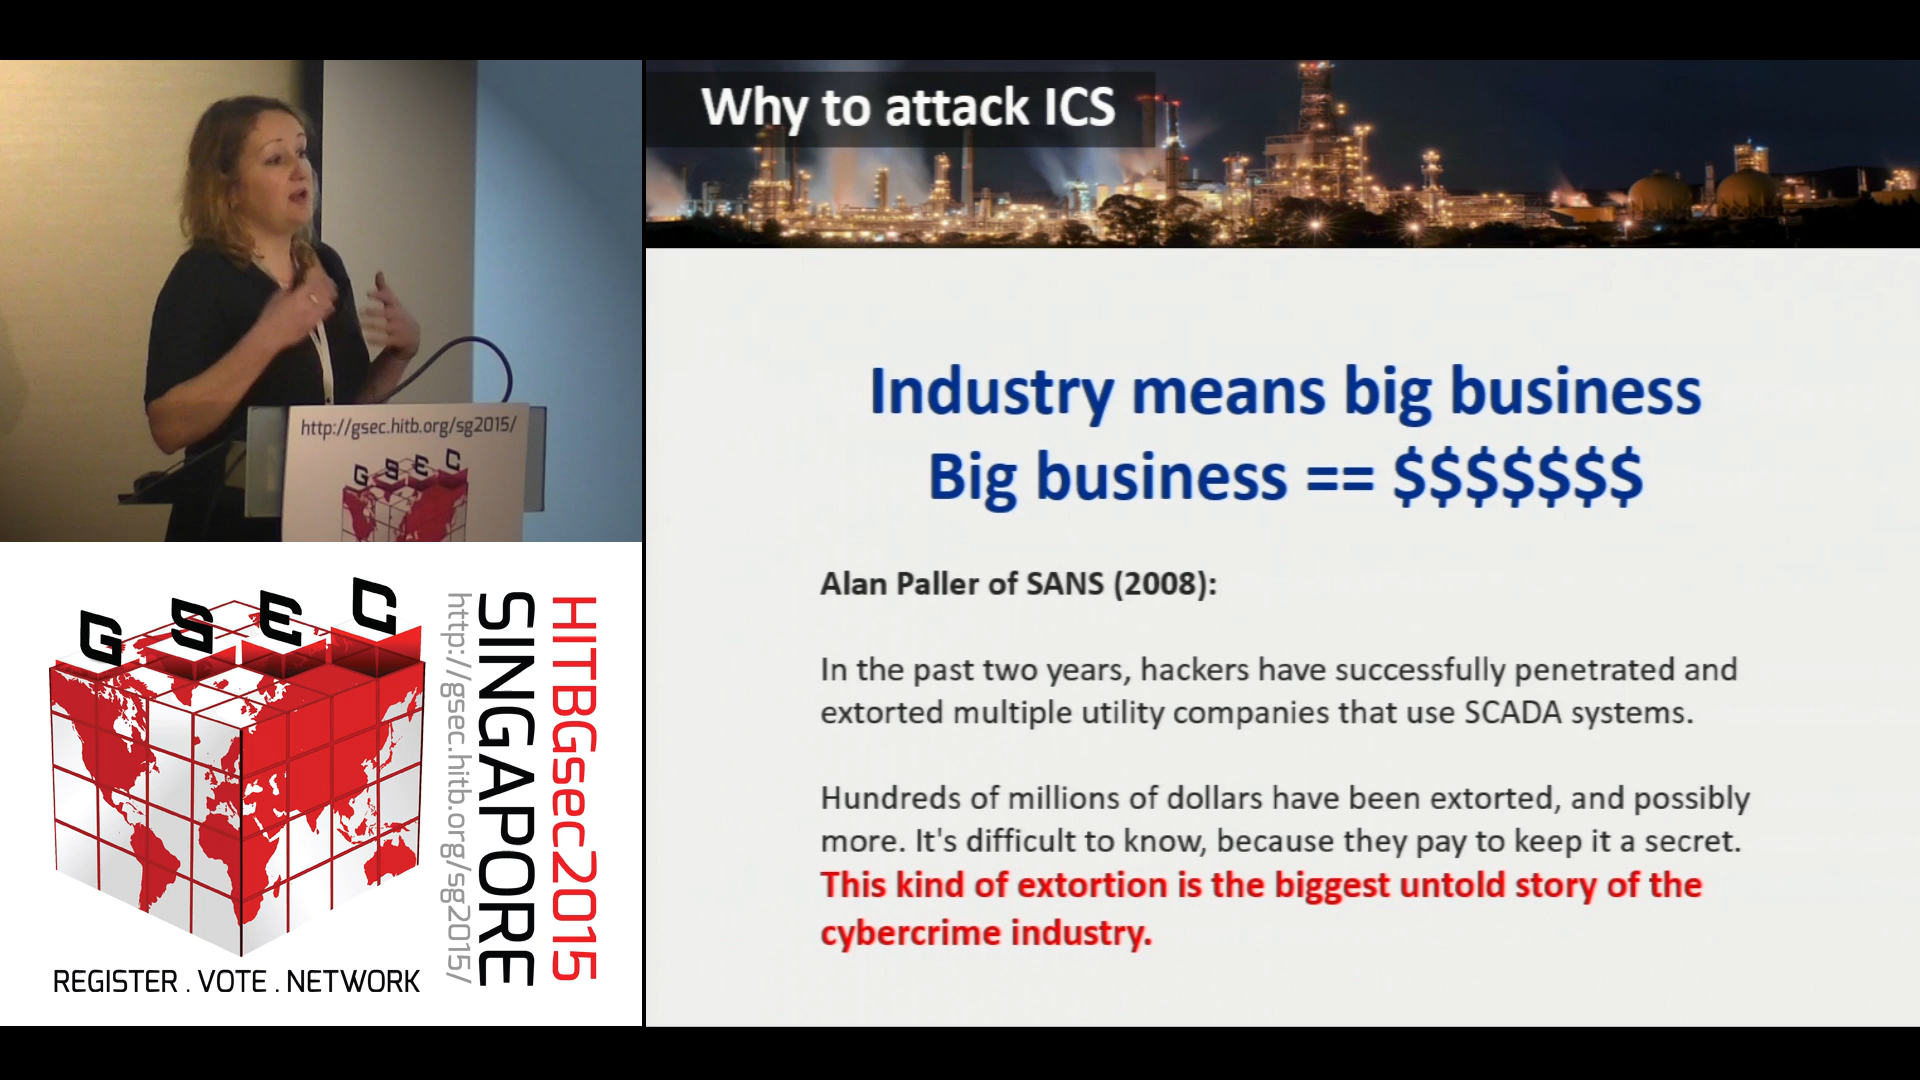 Why to attack ICS
Industry means big business
Big business == $$$$$$$
Alan Paller of SANS (2008):
In the past two years, hackers have successfully penetrated and
extorted multiple utility companies that use SCADA systems.
Hundreds of millions of dollars have been extorted, and possibly
more. It's difficult to know, because they pay to keep it a secret.
This kind of extortion is the biggest untold story of the
cybercrime industry.
http://gsec.hitb.org/sg2015/
G S E C
G S E C
HITBGsec2015
SINGAPORE
http://gsec.hitb.org/sg2015/
REGISTER . VOTE . NETWORK